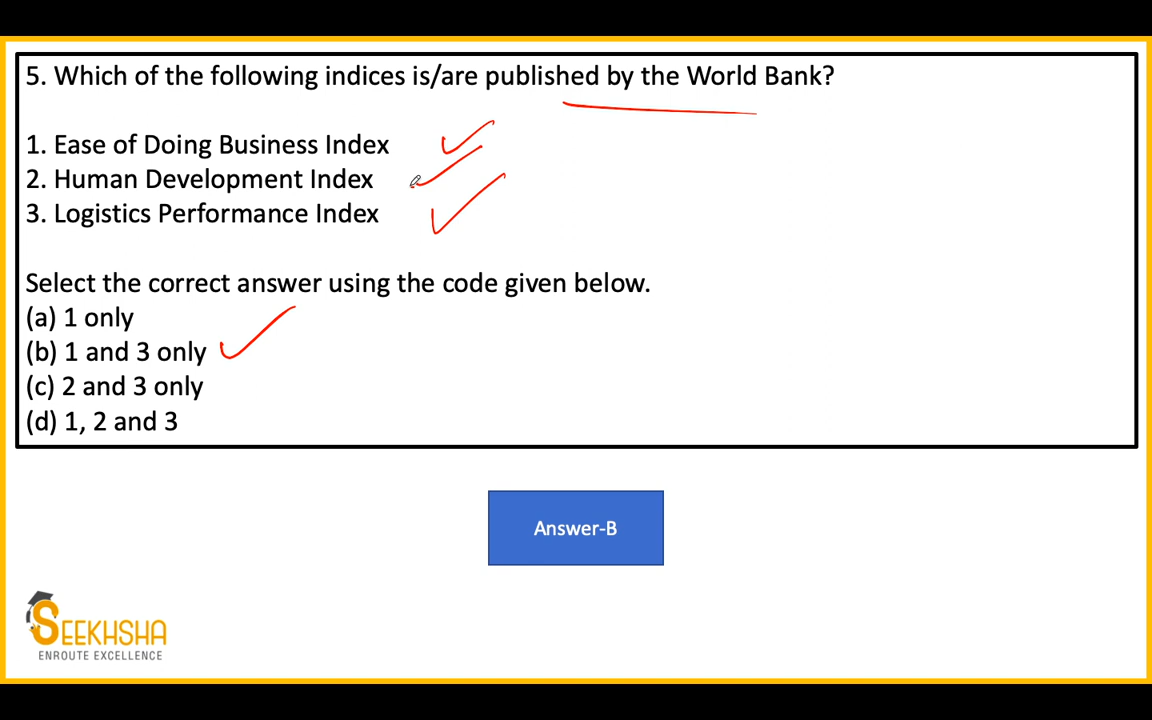 5. Which of the following indices is/are published by the World Bank?
1. Ease of Doing Business Index
2. Human Development Index
3. Logistics Performance Index
Select the correct answer using the code given below.
(a) 1 only
(b) 1 and 3 only
(c) 2 and 3 only
(d) 1, 2 and 3
Answer-B
SEEKHSHA
ENROUTE EXCELLENCE